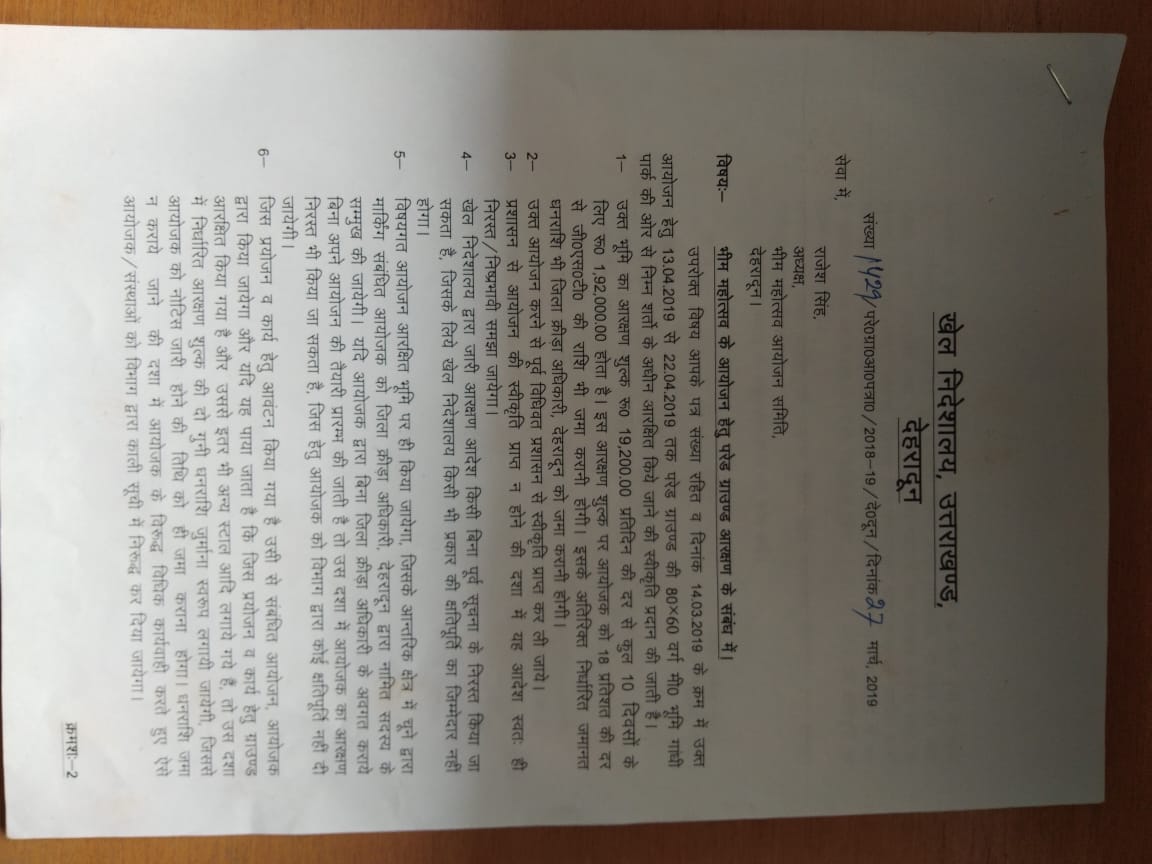 खेल निदेशालय, उत्तराखण्ड,
देहरादून
संख्या 1429/परे०ग्रा०आ०पत्रा०/2018–19/दे०दून/दिनांक 27 मार्च, 2019
सेवा में,
राजेश सिंह,
अध्यक्ष,
भीम महोत्सव आयोजन समिति,
देहरादून।
विषयः– भीम महोत्सव के आयोजन हेतु परेड ग्राउण्ड आरक्षण के संबंध में।
उपरोक्त विषय आपके पत्र संख्या रहित व दिनांक 14.03.2019 के क्रम में उक्त
आयोजन हेतु 13.04.2019 से 22.04.2019 तक परेड ग्राउण्ड की 80×60 वर्ग मी० भूमि गांधी
पार्क की ओर से निम्न शर्तो के अधीन आरक्षित किये जाने की स्वीकृति प्रदान की जाती है।
1– उक्त भूमि का आरक्षण शुल्क रू० 19,200.00 प्रतिदिन की दर से कुल 10 दिवसों के
लिए रू० 1,92,000.00 होता है। इस आरक्षण शुल्क पर आयोजक को 18 प्रतिशत की दर
से जी०एस०टी० की राशि भी जमा करानी होगी। इसके अतिरिक्त निर्धारित जमानत
धनराशि भी जिला क्रीड़ा अधिकारी, देहरादून को जमा करानी होगी।
2– उक्त आयोजन करने से पूर्व विधिवत प्रशासन से स्वीकृति प्राप्त कर ली जाये।
3– प्रशासन से आयोजन की स्वीकृति प्राप्त न होने की दशा में यह आदेश स्वतः ही
निरस्त/निष्प्रभावी समझा जायेगा।
4– खेल निदेशालय द्वारा जारी आरक्षण आदेश किसी बिना पूर्व सूचना के निरस्त किया जा
सकता है, जिसके लिये खेल निदेशालय किसी भी प्रकार की क्षतिपूर्ति का जिम्मेदार नही
होगा।
5– विषयगत आयोजन आरक्षित भूमि पर ही किया जायेगा, जिसके आन्तरिक क्षेत्र में चूने द्वारा
मार्किंग संबंधित आयोजक को जिला क्रीड़ा अधिकारी, देहरादून द्वारा नामित सदस्य के
सम्मुख की जायेगी। यदि आयोजक द्वारा बिना जिला क्रीड़ा अधिकारी के अवगत कराये
बिना अपने आयोजन की तैयारी प्रारम्भ की जाती है तो उस दशा में आयोजक का आरक्षण
निरस्त भी किया जा सकता है, जिस हेतु आयोजक को विभाग द्वारा कोई क्षतिपूर्ति नही दी
जायेगी।
6– जिस प्रयोजन व कार्य हेतु आवंटन किया गया है उसी से संबंधित आयोजन, आयोजक
द्वारा किया जायेगा और यदि यह पाया जाता है कि जिस प्रयोजन व कार्य हेतु ग्राउण्ड
आरक्षित किया गया है और उससे इतर भी अन्य स्टाल आदि लगाये गये है, तो उस दशा
में निर्धारित आरक्षण शुल्क की दो गुनी धनराशि जुर्माना स्वरूप लगायी जायेगी, जिससे
आयोजक को नोटिस जारी होने की तिथि को ही जमा कराना होगा। धनराशि जमा
न कराये जाने की दशा में आयोजक के विरूद्ध विधिक कार्यवाही करते हुए ऐसे
आयोजक/संस्थाओं को विभाग द्वारा काली सूची में निरूद्ध कर दिया जायेगा।
क्रमशः–2